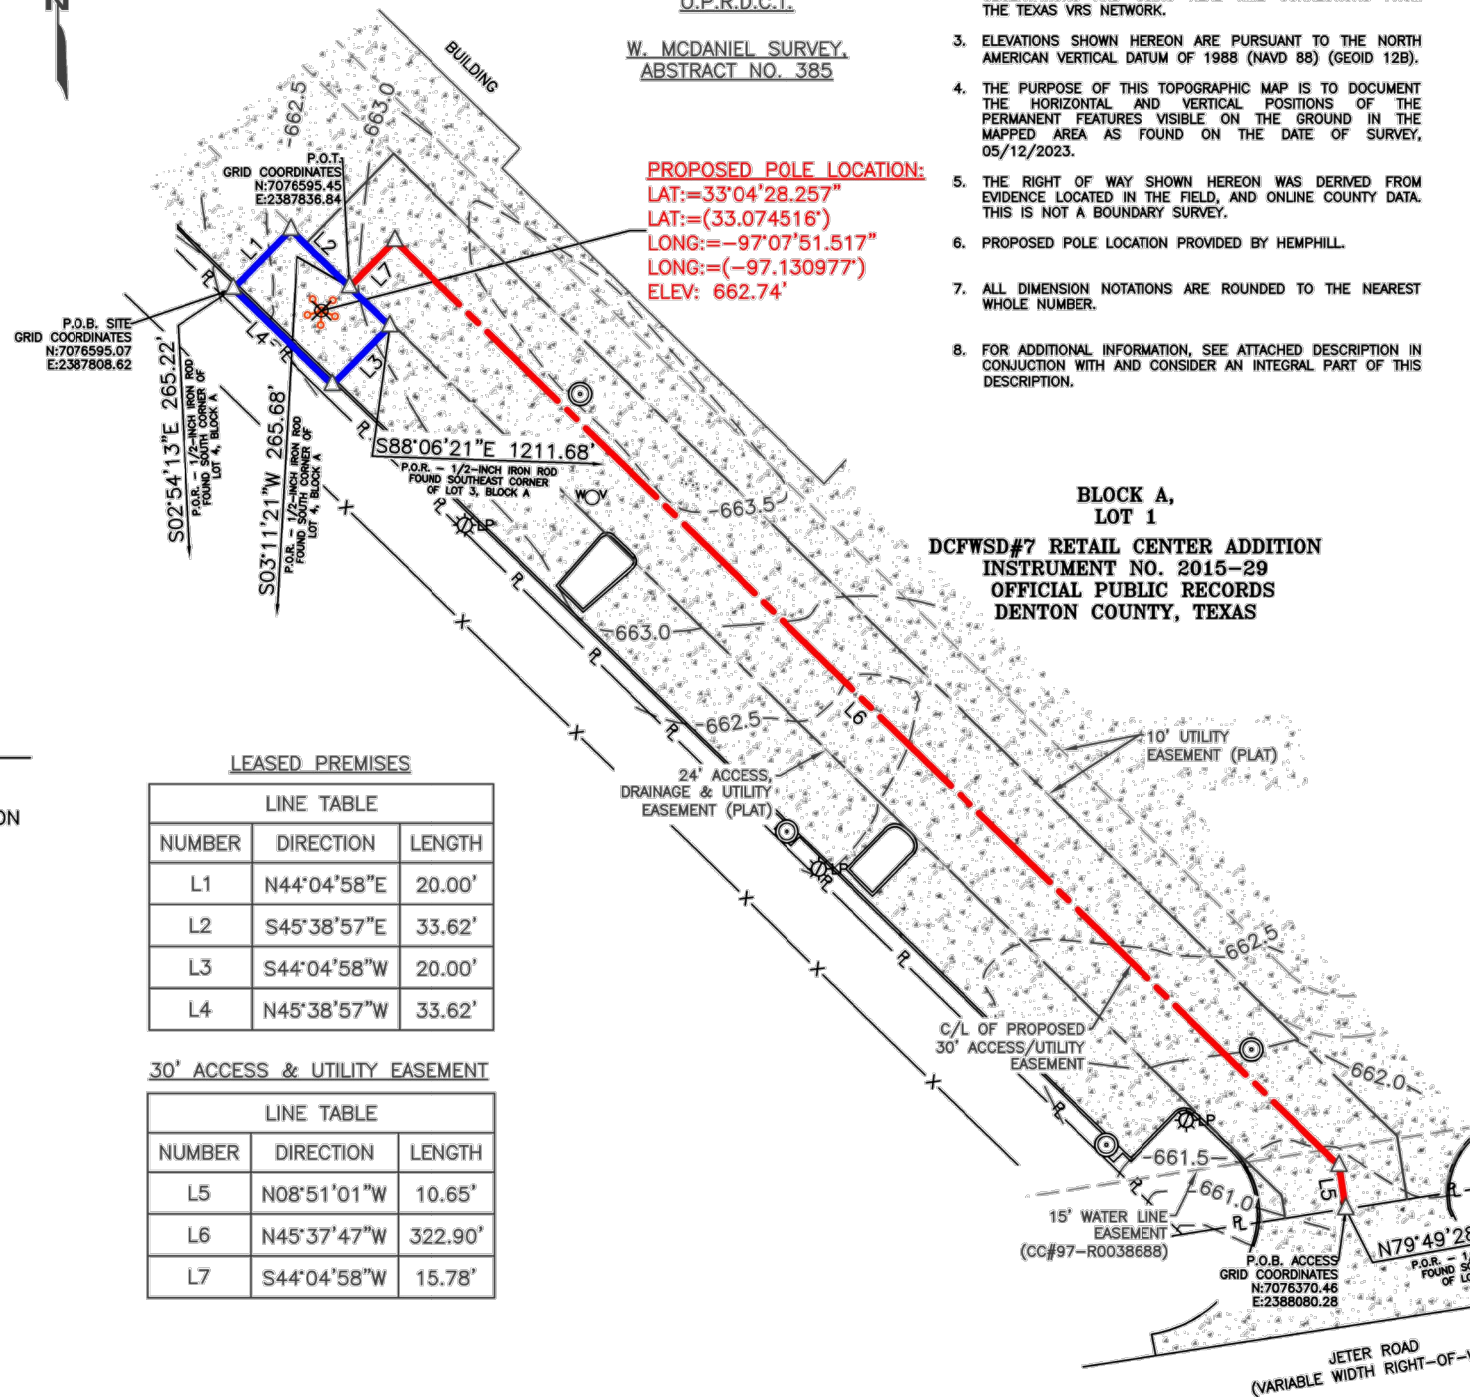 N
O.P.R.D.C.T.
W. MCDANIEL SURVEY,
ABSTRACT NO. 385
BUILDING
THE TEXAS VRS NETWORK.
3. ELEVATIONS SHOWN HEREON ARE PURSUANT TO THE NORTH
AMERICAN VERTICAL DATUM OF 1988 (NAVD 88) (GEOID 12B).
4. THE PURPOSE OF THIS TOPOGRAPHIC MAP IS TO DOCUMENT
THE HORIZONTAL AND VERTICAL POSITIONS OF THE
PERMANENT FEATURES VISIBLE ON THE GROUND IN THE
MAPPED AREA AS FOUND ON THE DATE OF SURVEY,
05/12/2023.
5. THE RIGHT OF WAY SHOWN HEREON WAS DERIVED FROM
EVIDENCE LOCATED IN THE FIELD, AND ONLINE COUNTY DATA.
THIS IS NOT A BOUNDARY SURVEY.
6. PROPOSED POLE LOCATION PROVIDED BY HEMPHILL.
7. ALL DIMENSION NOTATIONS ARE ROUNDED TO THE NEAREST
WHOLE NUMBER.
8. FOR ADDITIONAL INFORMATION, SEE ATTACHED DESCRIPTION IN
CONJUCTION WITH AND CONSIDER AN INTEGRAL PART OF THIS
DESCRIPTION.
662.5
663.0
P.O.T.
GRID COORDINATES
N:7076595.45
E:2387836.84
PROPOSED POLE LOCATION:
LAT:=33°04'28.257"
LAT:=(33.074516°)
LONG:=-97°07'51.517"
LONG:=(-97.130977°)
ELEV: 662.74'
L1
L2
L7
L4
L3
P.O.B. SITE
GRID COORDINATES
N:7076595.07
E:2387808.62
S02°54'13"E 265.22'
P.O.R. - 1/2-INCH IRON ROD
FOUND SOUTH CORNER OF
LOT 4, BLOCK A
S03°11'21"W 265.68'
P.O.R. - 1/2-INCH IRON ROD
FOUND SOUTH CORNER OF
LOT 4, BLOCK A
S88°06'21"E 1211.68'
P.O.R. - 1/2-INCH IRON ROD
FOUND SOUTHEAST CORNER
OF LOT 3, BLOCK A
WV
LP
663.5
BLOCK A,
LOT 1
DCFWSD#7 RETAIL CENTER ADDITION
INSTRUMENT NO. 2015-29
OFFICIAL PUBLIC RECORDS
DENTON COUNTY, TEXAS
663.0
662.5
L6
10' UTILITY
EASEMENT (PLAT)
24' ACCESS,
DRAINAGE & UTILITY
EASEMENT (PLAT)
LP
ON
LEASED PREMISES
LINE TABLE
NUMBER DIRECTION LENGTH
L1 N44°04'58"E 20.00'
L2 S45°38'57"E 33.62'
L3 S44°04'58"W 20.00'
L4 N45°38'57"W 33.62'
30' ACCESS & UTILITY EASEMENT
LINE TABLE
NUMBER DIRECTION LENGTH
L5 N08°51'01"W 10.65'
L6 N45°37'47"W 322.90'
L7 S44°04'58"W 15.78'
662.5
C/L OF PROPOSED
30' ACCESS/UTILITY
EASEMENT
662.0
LP
661.5
661.0
L5
15' WATER LINE
EASEMENT
(CC#97-R0038688)
P.O.B. ACCESS
GRID COORDINATES
N:7076370.46
E:2388080.28
N79°49'28
P.O.R. - 1/
FOUND SO
OF LO
JETER ROAD
(VARIABLE WIDTH RIGHT-OF-W